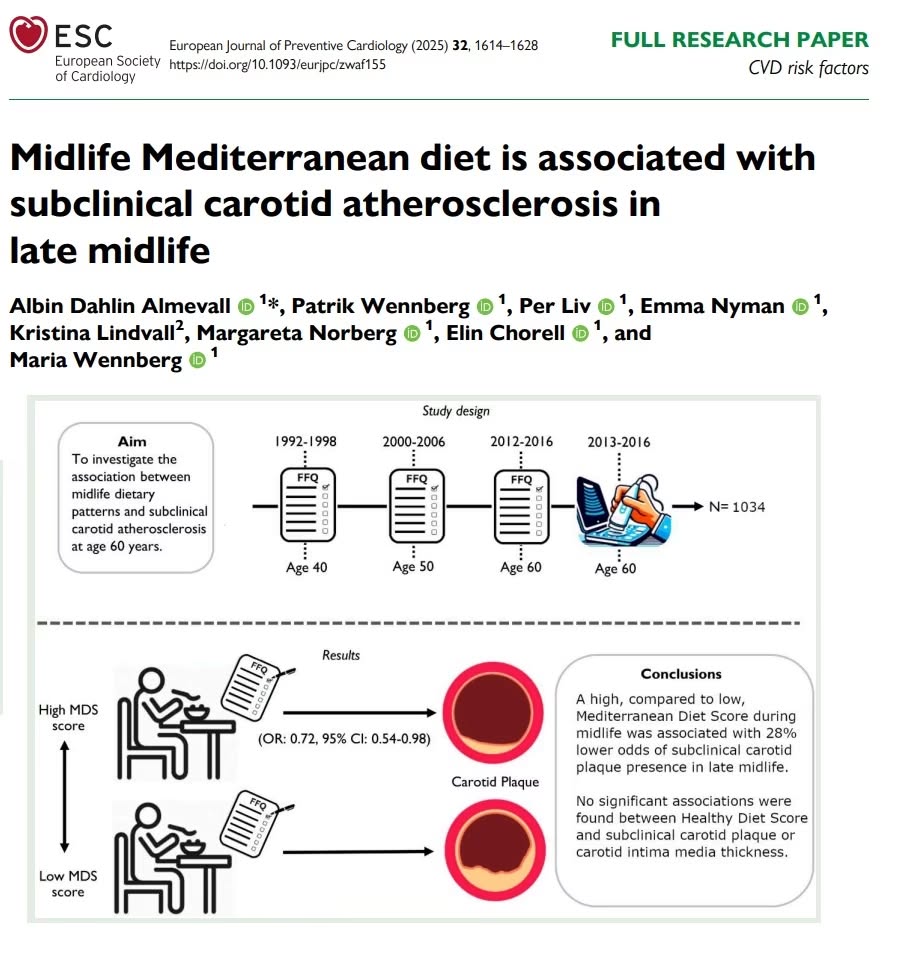 ESC
European Society
of Cardiology
European Journal of Preventive Cardiology (2025) 32, 1614–1628
https://doi.org/10.1093/eurjpc/zwaf155
FULL RESEARCH PAPER
CVD risk factors
Midlife Mediterranean diet is associated with
subclinical carotid atherosclerosis in
late midlife
Albin Dahlin Almevall iD 1*, Patrik Wennberg iD 1, Per Liv iD 1, Emma Nyman iD 1,
Kristina Lindvall2, Margareta Norberg iD 1, Elin Chorell iD 1, and
Maria Wennberg iD 1
Study design
Aim
To investigate the
association between
midlife dietary
patterns and subclinical
carotid atherosclerosis
at age 60 years.
1992-1998
2000-2006
2012-2016
2013-2016
FFQ
FFQ
FFQ
N= 1034
Age 40
Age 50
Age 60
Age 60
Results
High MDS
score
FFQ
(OR: 0.72, 95% CI: 0.54-0.98)
Carotid Plaque
FFQ
Low MDS
score
Conclusions
A high, compared to low,
Mediterranean Diet Score during
midlife was associated with 28%
lower odds of subclinical carotid
plaque presence in late midlife.
No significant associations were
found between Healthy Diet Score
and subclinical carotid plaque or
carotid intima media thickness.